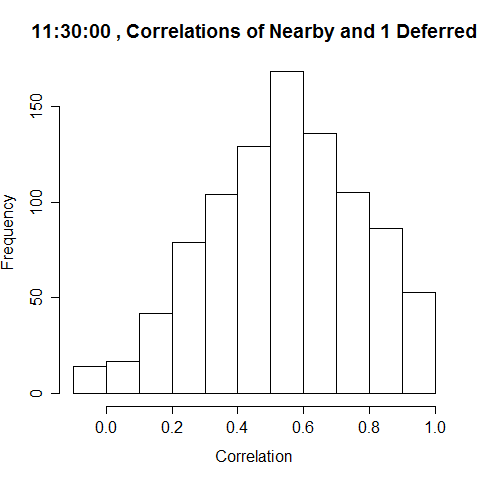 11:30:00 , Correlations of Nearby and 1 Deferred
Frequency
150
100
50
0
0.0 0.2 0.4 0.6 0.8 1.0
Correlation